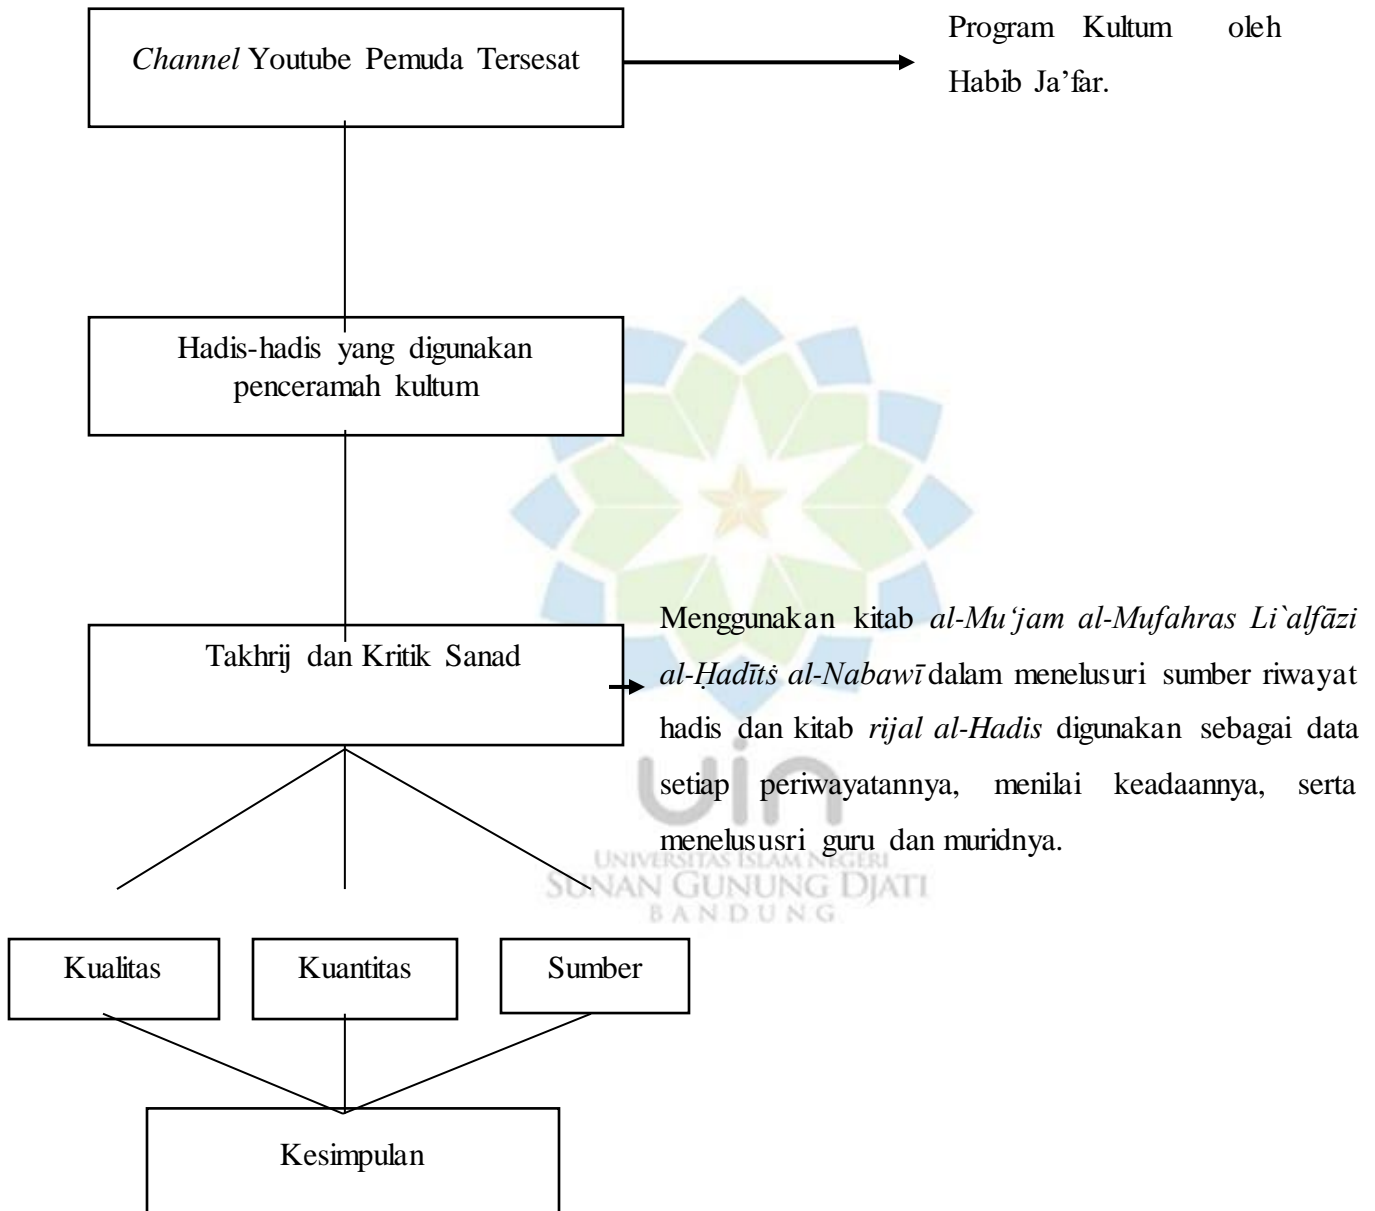 Channel Youtube Pemuda Tersesat
Program Kultum oleh
Habib Ja’far.
Hadis-hadis yang digunakan
penceramah kultum
Takhrij dan Kritik Sanad
Menggunakan kitab al-Mu‘jam al-Mufahras Li`alfāzi
al-Ḥadītṡ al-Nabawī dalam menelusuri sumber riwayat
hadis dan kitab rijal al-Hadis digunakan sebagai data
setiap periwayatannya, menilai keadaannya, serta
menelususri guru dan muridnya.
uin
UNIVERSITAS ISLAM NEGERI
SUNAN GUNUNG DJATI
BANDUNG
Kualitas
Kuantitas
Sumber
Kesimpulan